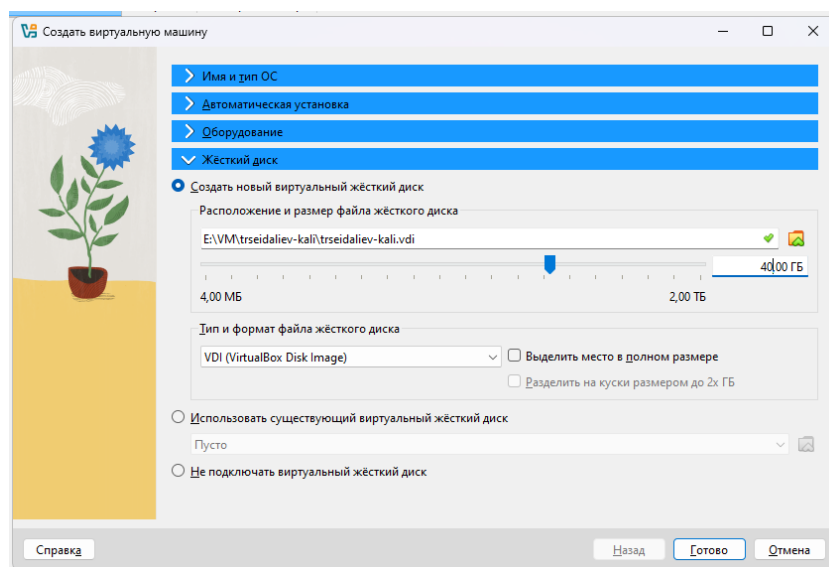 Создать виртуальную машину
Имя и тип ОС
Автоматическая установка
Оборудование
Жёсткий диск
Создать новый виртуальный жёсткий диск
Расположение и размер файла жёсткого диска
E:\VM\trseidaliev-kali\trseidaliev-kali.vdi
40,00 ГБ
4,00 МБ 2,00 ТБ
Тип и формат файла жёсткого диска
VDI (VirtualBox Disk Image) Выделить место в полном размере
Разделить на куски размером до 2х ГБ
Использовать существующий виртуальный жёсткий диск
Пусто
Не подключать виртуальный жёсткий диск
Справка Назад Готово Отмена